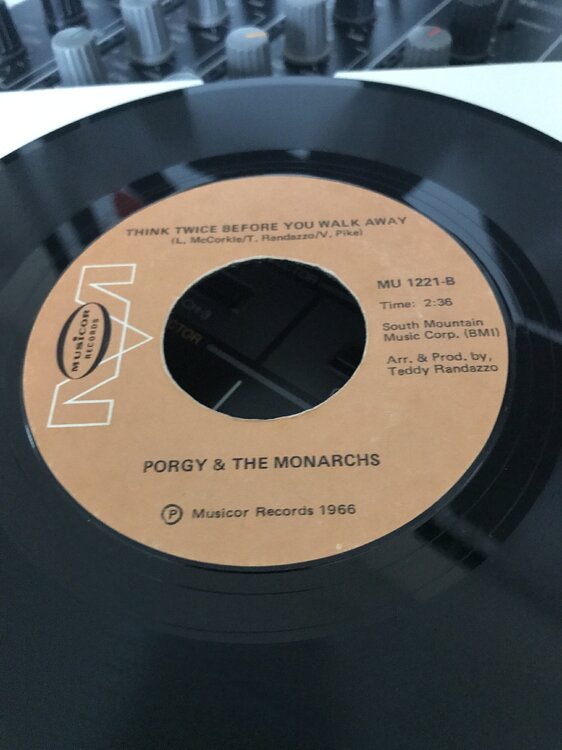 THINK TWICE BEFORE YOU WALK AWAY
(L. McCorkle/T. Randazzo/V. Pike)
MU 1221-B
Time: 2:36
South Mountain
Music Corp. (BMI)
Arr. & Prod. by,
Teddy Randazzo
MUSICOR
RECORDS
PORGY & THE MONARCHS
Ⓟ Musicor Records 1966